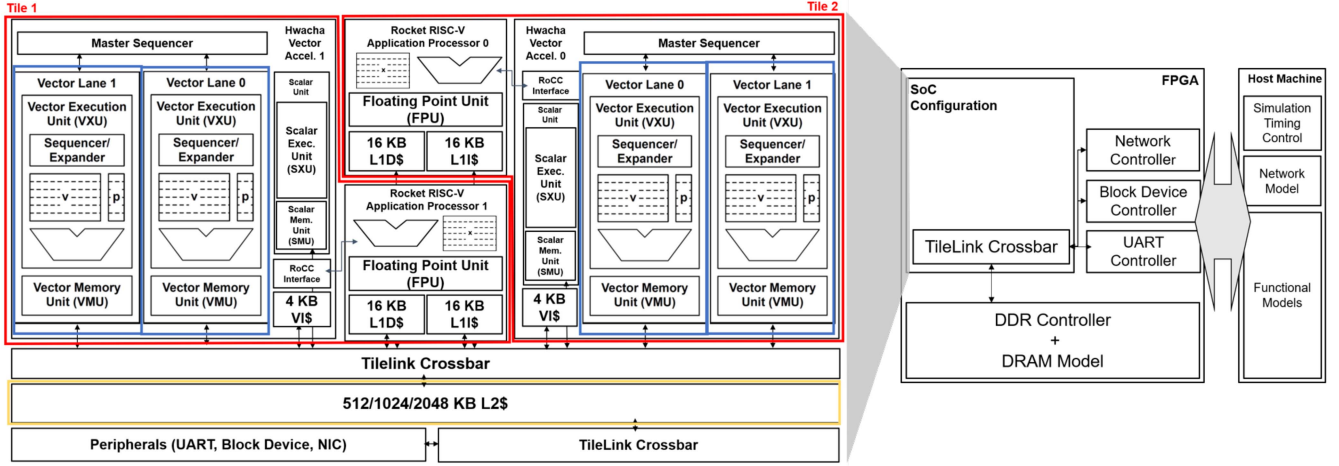 Tile 1
Tile 2
Master Sequencer
Vector Lane 1
Vector Execution
Unit (VXU)
Sequencer/
Expander
v
p
Vector Memory
Unit (VMU)
Vector Lane 0
Vector Execution
Unit (VXU)
Sequencer/
Expander
v
p
Vector Memory
Unit (VMU)
Hwacha
Vector
Accel. 1
Scalar
Unit
Scalar
Exec.
Unit
(SXU)
Scalar
Mem.
Unit
(SMU)
RoCC
Interface
4 KB
VI$
Rocket RISC-V
Application Processor 0
x
Floating Point Unit
(FPU)
16 KB
L1D$
16 KB
L1I$
Rocket RISC-V
Application Processor 1
x
Floating Point Unit
(FPU)
16 KB
L1D$
16 KB
L1I$
Hwacha
Vector
Accel. 0
RoCC
Interface
Scalar
Unit
Scalar
Exec.
Unit
(SXU)
Scalar
Mem.
Unit
(SMU)
4 KB
VI$
Master Sequencer
Vector Lane 0
Vector Execution
Unit (VXU)
Sequencer/
Expander
v
p
Vector Memory
Unit (VMU)
Vector Lane 1
Vector Execution
Unit (VXU)
Sequencer/
Expander
v
p
Vector Memory
Unit (VMU)
Tilelink Crossbar
512/1024/2048 KB L2$
Peripherals (UART, Block Device, NIC)
TileLink Crossbar
FPGA
SoC
Configuration
TileLink Crossbar
Network
Controller
Block Device
Controller
UART
Controller
DDR Controller
+
DRAM Model
Host Machine
Simulation
Timing
Control
Network
Model
Functional
Models